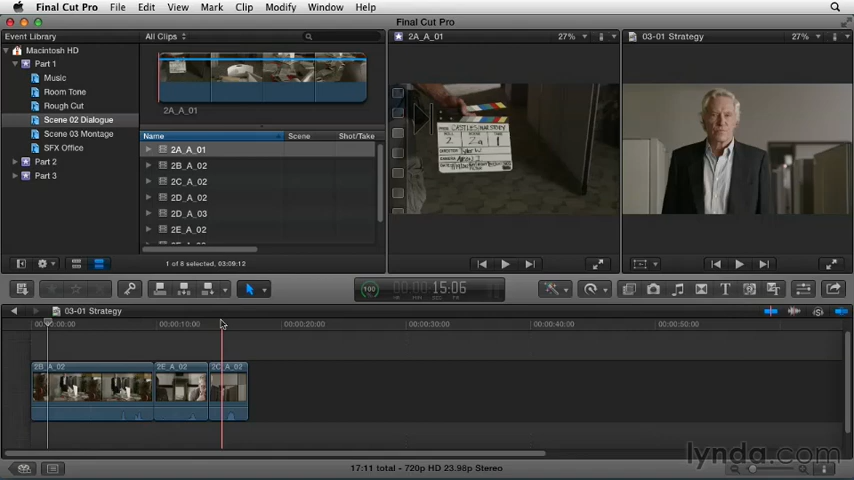 Final Cut Pro File Edit View Mark Clip Modify Window Help
Final Cut Pro
Event Library All Clips 2A_A_01 27% 03-01 Strategy 27%
Macintosh HD
Part 1
Music
Room Tone
Rough Cut
Scene 02 Dialogue
Scene 03 Montage
SFX Office
Part 2
Part 3
2A_A_01
Name Scene Shot/Take
2A_A_01
2B_A_02
2C_A_02
2D_A_02
2D_A_03
2E_A_02
1 of 8 selected, 03:09:12
100 00:00:15:06
03-01 Strategy
00:00:00:00 00:00:10:00 00:00:20:00 00:00:30:00 00:00:40:00 00:00:50:00
2B_A_02 2E_A_02 2C_A_02
17:11 total - 720p HD 23.98p Stereo
lynda.com